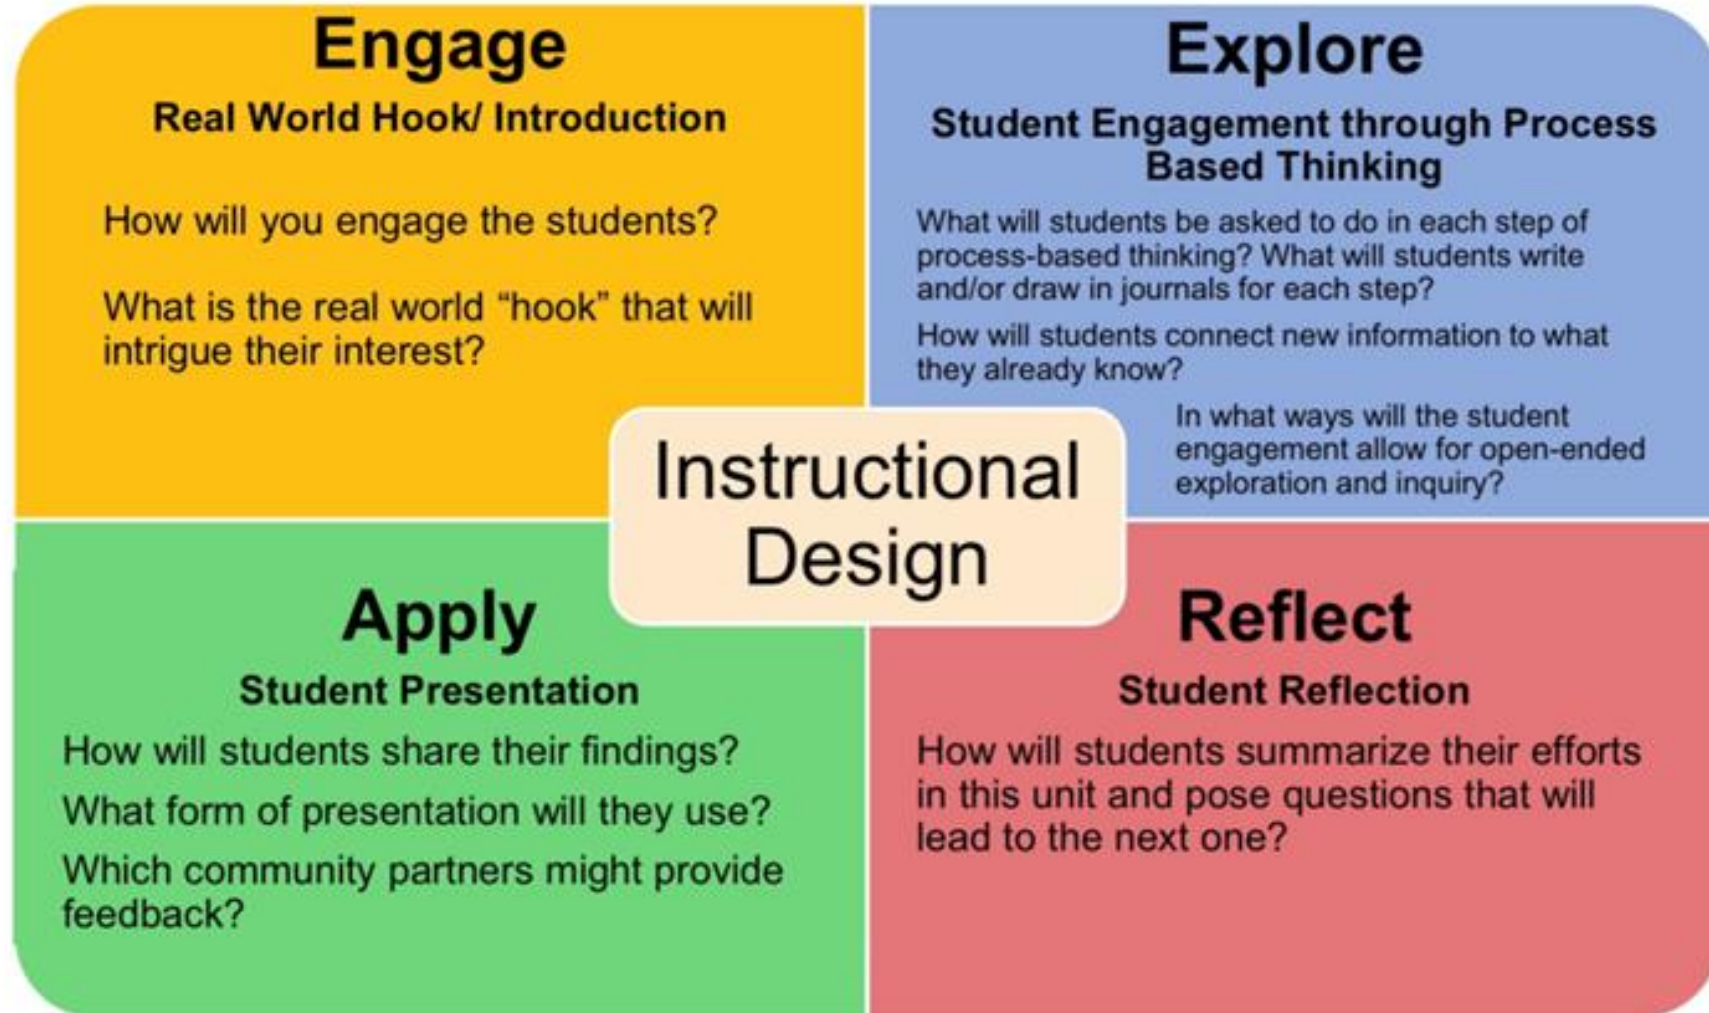 Engage
Real World Hook/ Introduction
How will you engage the students?
What is the real world “hook” that will
intrigue their interest?
Explore
Student Engagement through Process
Based Thinking
What will students be asked to do in each step of
process-based thinking? What will students write
and/or draw in journals for each step?
How will students connect new information to what
they already know?
In what ways will the student
engagement allow for open-ended
exploration and inquiry?
Instructional
Design
Apply
Student Presentation
How will students share their findings?
What form of presentation will they use?
Which community partners might provide
feedback?
Reflect
Student Reflection
How will students summarize their efforts
in this unit and pose questions that will
lead to the next one?